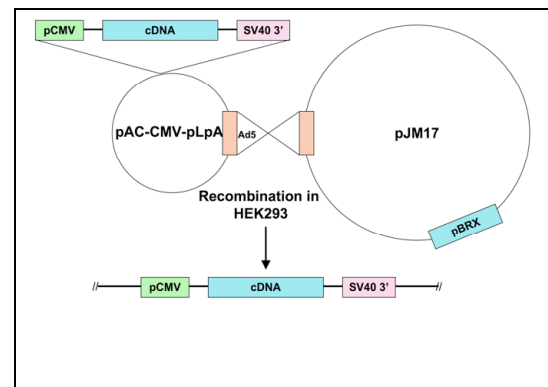 pCMV cDNA SV40 3'
pAC-CMV-pLpA Ad5 pJM17
pBRX
Recombination in
HEK293
// pCMV cDNA SV40 3' //